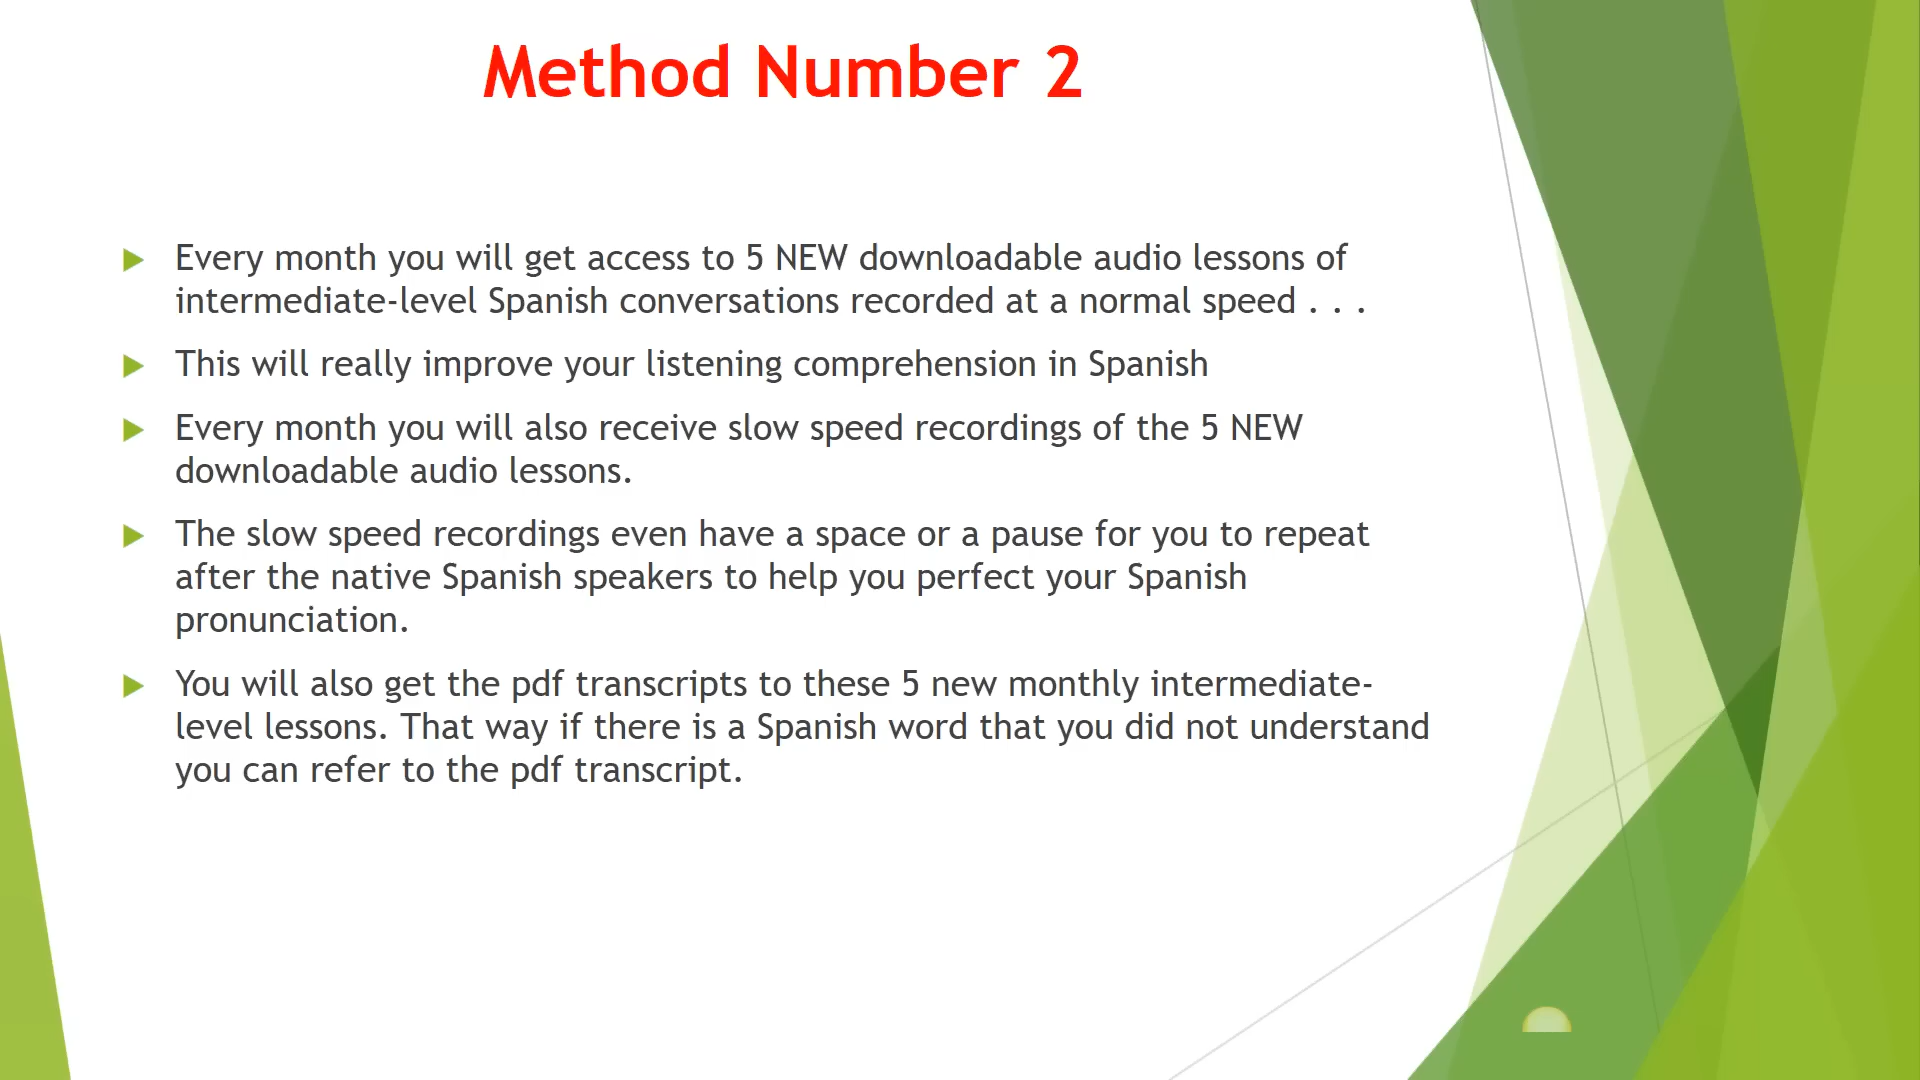 Method Number 2
Every month you will get access to 5 NEW downloadable audio lessons of
intermediate-level Spanish conversations recorded at a normal speed . . .
This will really improve your listening comprehension in Spanish
Every month you will also receive slow speed recordings of the 5 NEW
downloadable audio lessons.
The slow speed recordings even have a space or a pause for you to repeat
after the native Spanish speakers to help you perfect your Spanish
pronunciation.
You will also get the pdf transcripts to these 5 new monthly intermediate-
level lessons. That way if there is a Spanish word that you did not understand
you can refer to the pdf transcript.